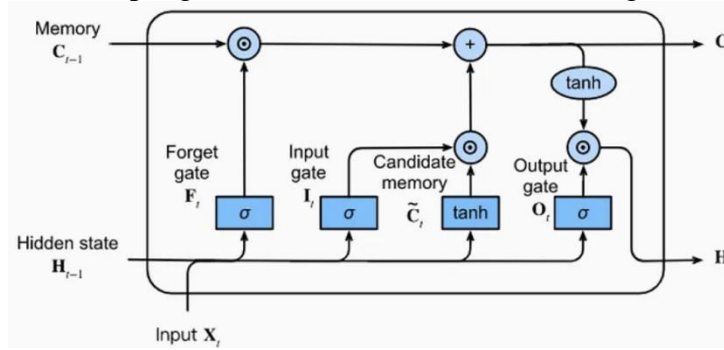 Memory
C_{t-1}
⊙
+
C
tanh
Forget
gate
F_t
Input
gate
I_t
Candidate
memory
C̃_t
⊙
Output
gate
O_t
⊙
σ
σ
tanh
σ
Hidden state
H_{t-1}
H
Input X_t